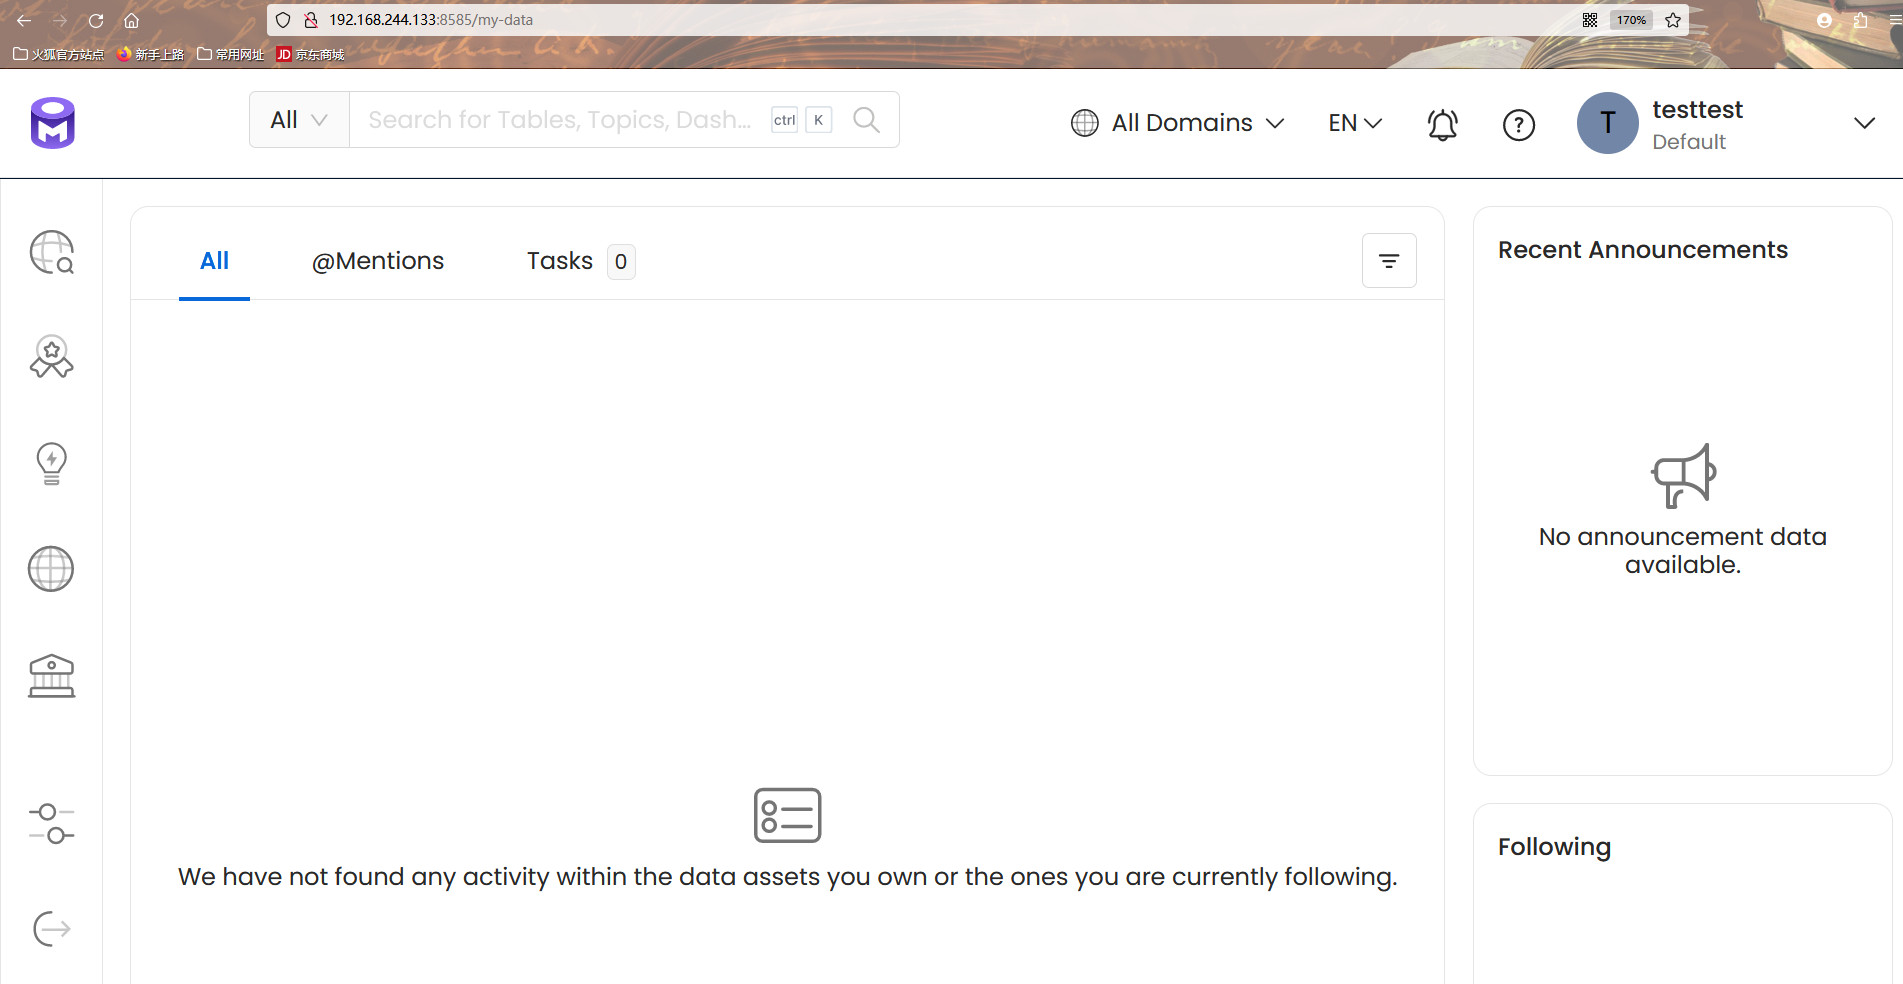 192.168.244.133:8585/my-data
170%
火狐官方站点
新手上路
常用网址
JD 京东商城
All
Search for Tables, Topics, Dash...
ctrl
K
All Domains
EN
T
testtest
Default
All
@Mentions
Tasks 0
We have not found any activity within the data assets you own or the ones you are currently following.
Recent Announcements
No announcement data
available.
Following